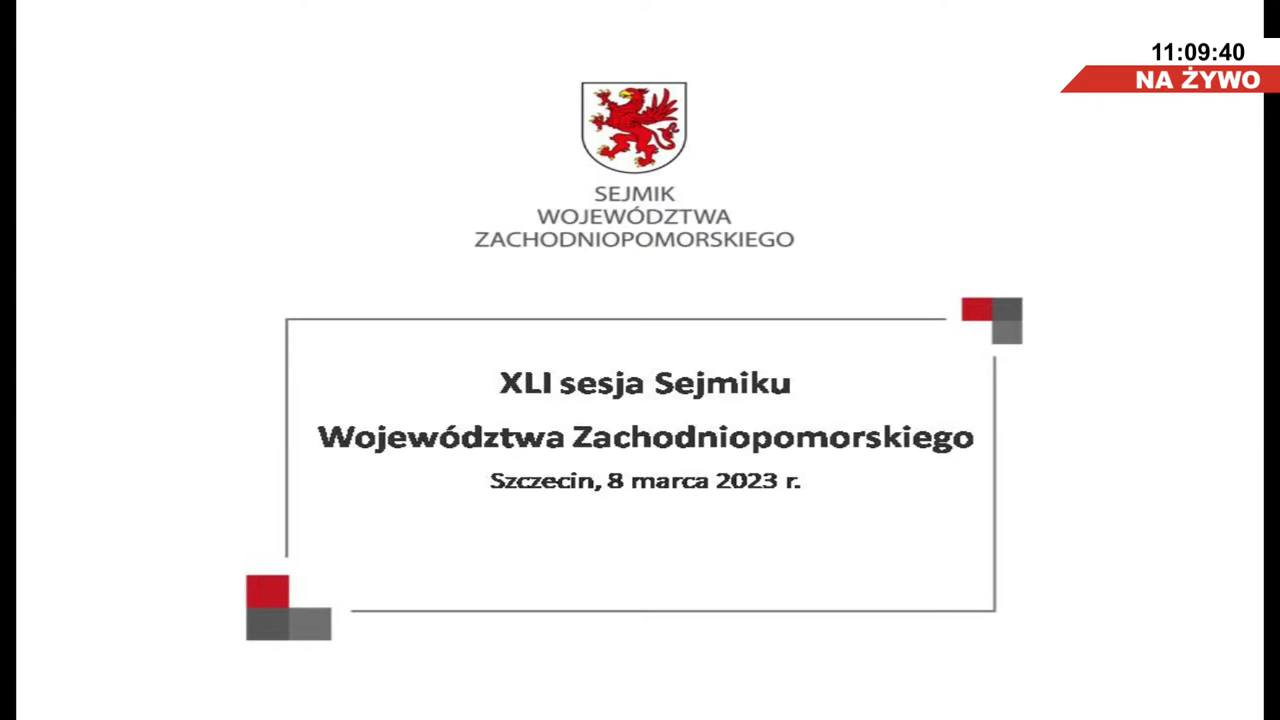 11:09:40
NA ŻYWO
SEJMIK
WOJEWÓDZTWA
ZACHODNIOPOMORSKIEGO
XLI sesja Sejmiku
Województwa Zachodniopomorskiego
Szczecin, 8 marca 2023 r.